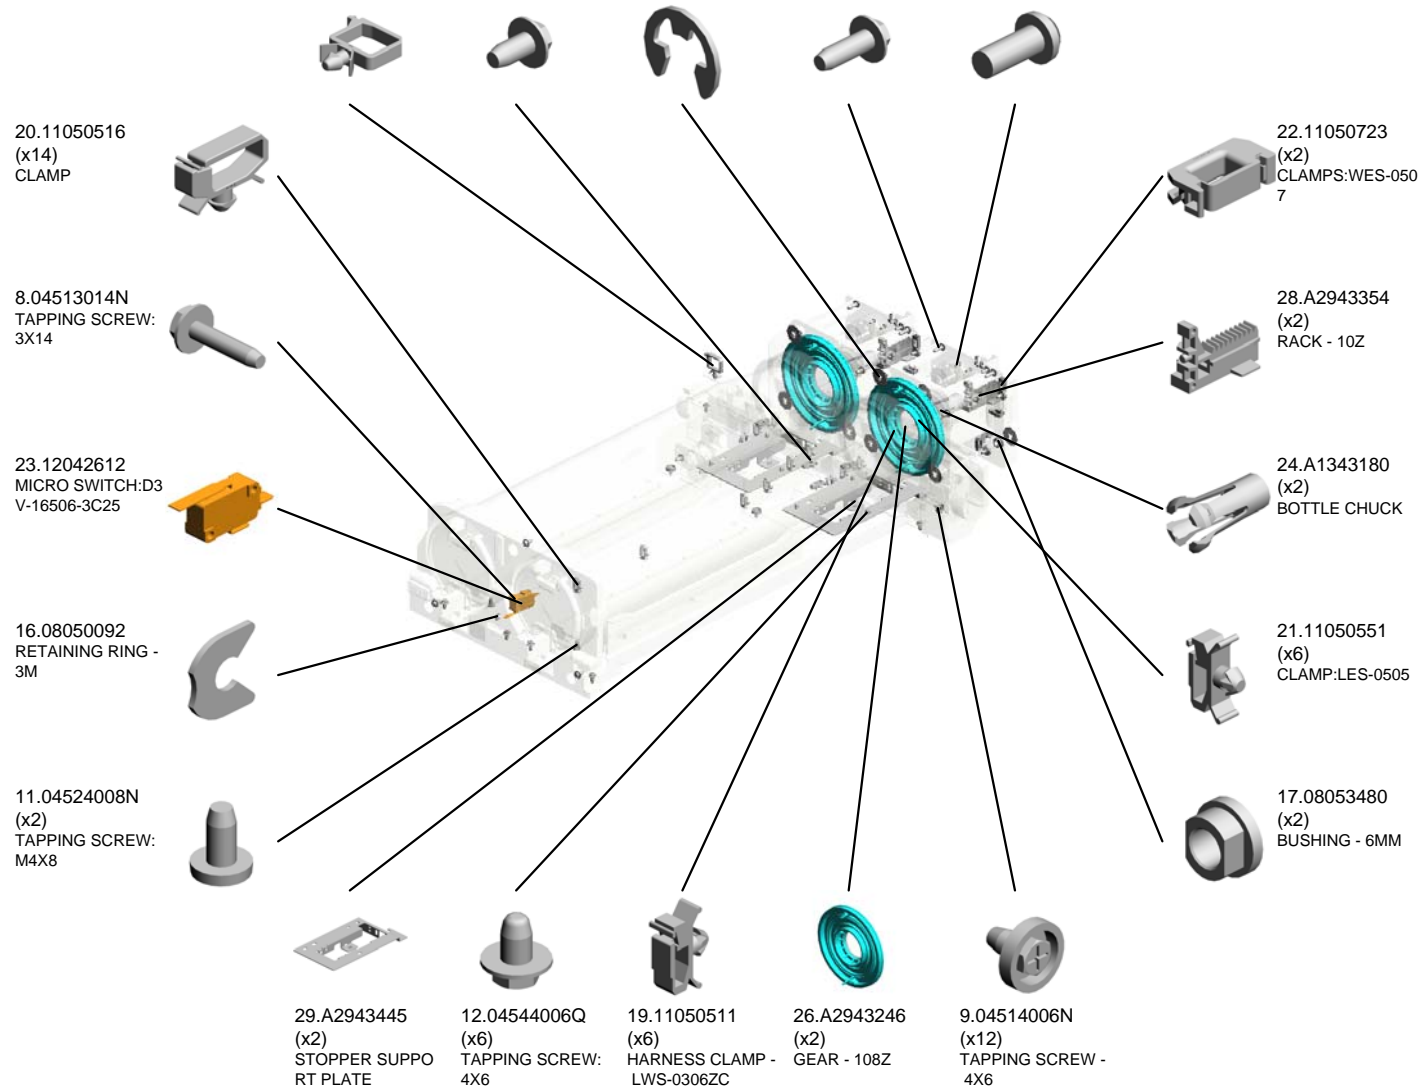 20.11050516
(x14)
CLAMP
22.11050723
(x2)
CLAMPS:WES-050
7
8.04513014N
TAPPING SCREW:
3X14
28.A2943354
(x2)
RACK - 10Z
23.12042612
MICRO SWITCH:D3
V-16506-3C25
24.A1343180
(x2)
BOTTLE CHUCK
16.08050092
RETAINING RING -
3M
21.11050551
(x6)
CLAMP:LES-0505
11.04524008N
(x2)
TAPPING SCREW:
M4X8
17.08053480
(x2)
BUSHING - 6MM
29.A2943445
(x2)
STOPPER SUPPO
RT PLATE
12.04544006Q
(x6)
TAPPING SCREW:
4X6
19.11050511
(x6)
HARNESS CLAMP -
LWS-0306ZC
26.A2943246
(x2)
GEAR - 108Z
9.04514006N
(x12)
TAPPING SCREW -
4X6